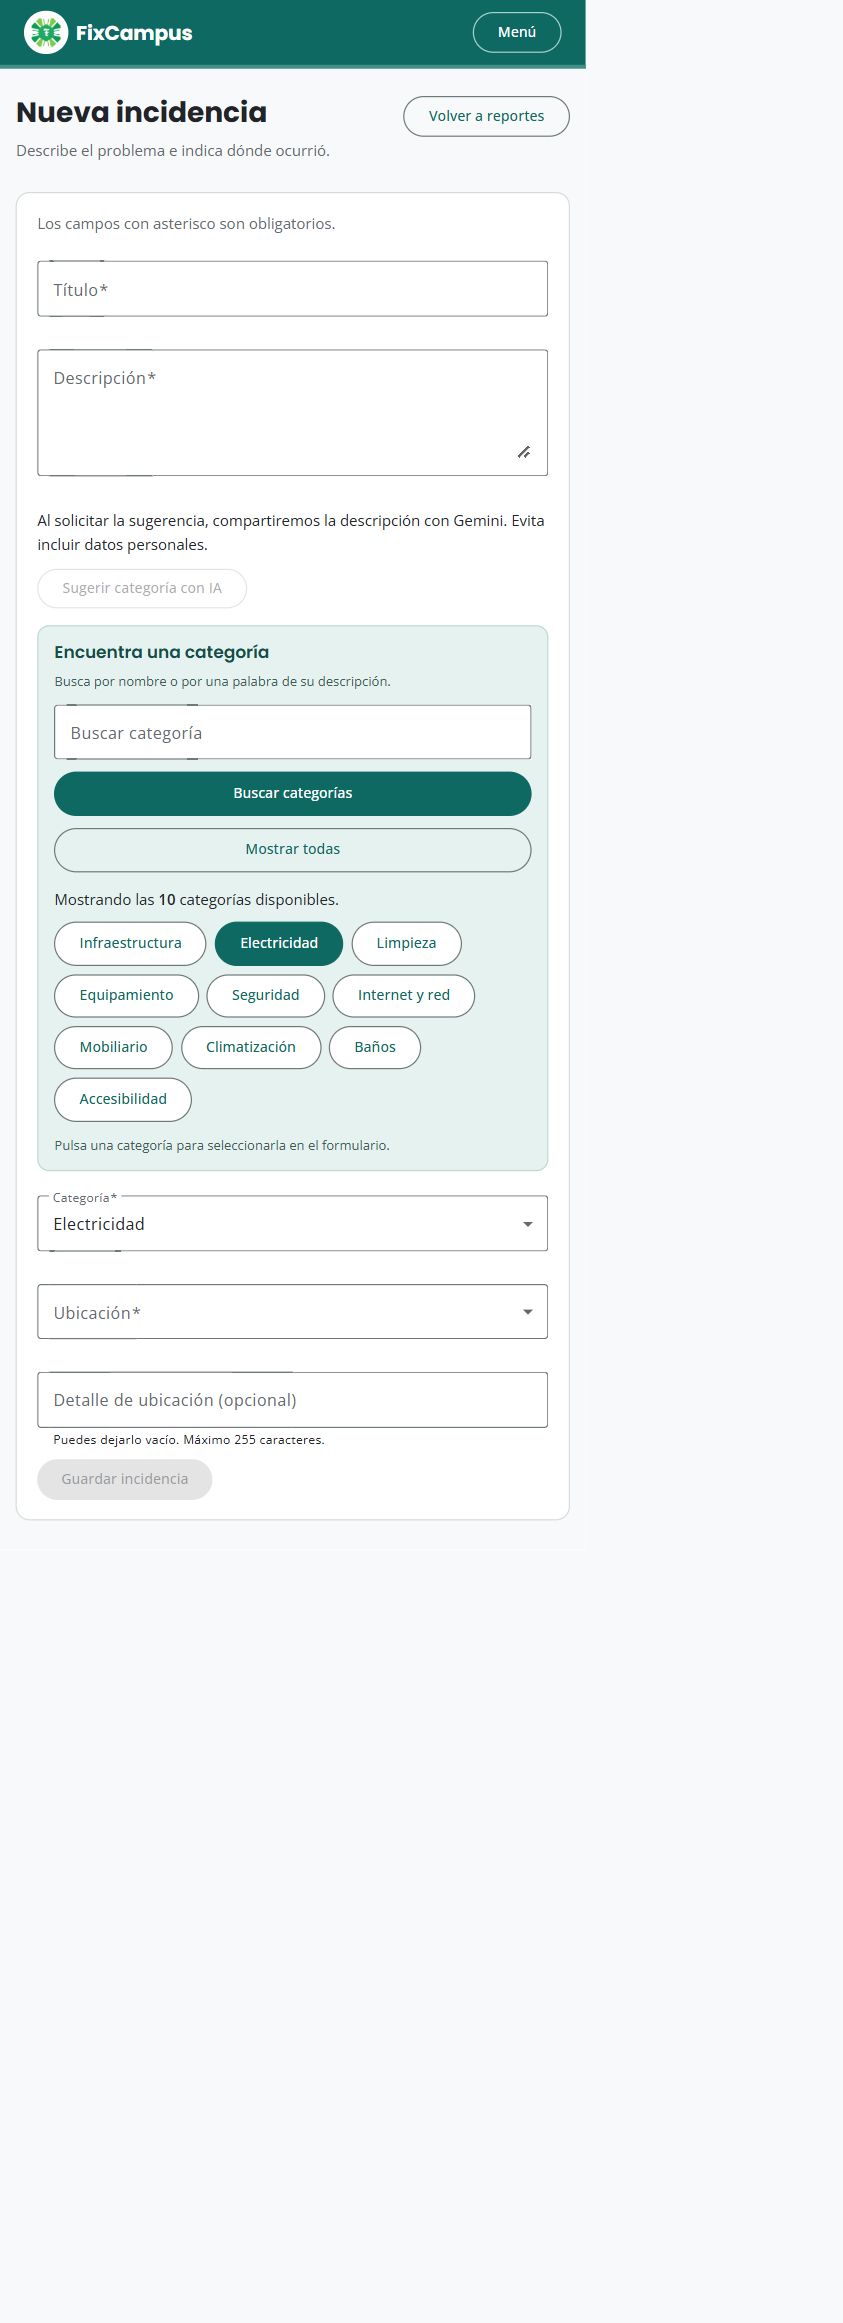 FixCampus
Menú
Nueva incidencia
Volver a reportes
Describe el problema e indica dónde ocurrió.
Los campos con asterisco son obligatorios.
Título*
Descripción*
Al solicitar la sugerencia, compartiremos la descripción con Gemini. Evita
incluir datos personales.
Sugerir categoría con IA
Encuentra una categoría
Busca por nombre o por una palabra de su descripción.
Buscar categoría
Buscar categorías
Mostrar todas
Mostrando las 10 categorías disponibles.
Infraestructura Electricidad Limpieza
Equipamiento Seguridad Internet y red
Mobiliario Climatización Baños
Accesibilidad
Pulsa una categoría para seleccionarla en el formulario.
Categoría*
Electricidad
Ubicación*
Detalle de ubicación (opcional)
Puedes dejarlo vacío. Máximo 255 caracteres.
Guardar incidencia